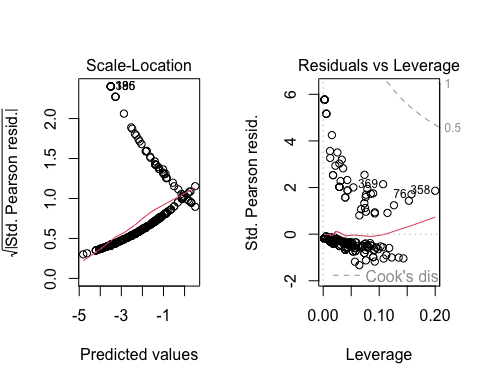 Scale-Location
√|Std. Pearson resid.|
0.0 0.5 1.0 1.5 2.0
-5 -3 -1
Predicted values
Residuals vs Leverage
Std. Pearson resid.
-2 0 2 4 6
369
76
358
1
0.5
Cook's dis
0.00 0.10 0.20
Leverage